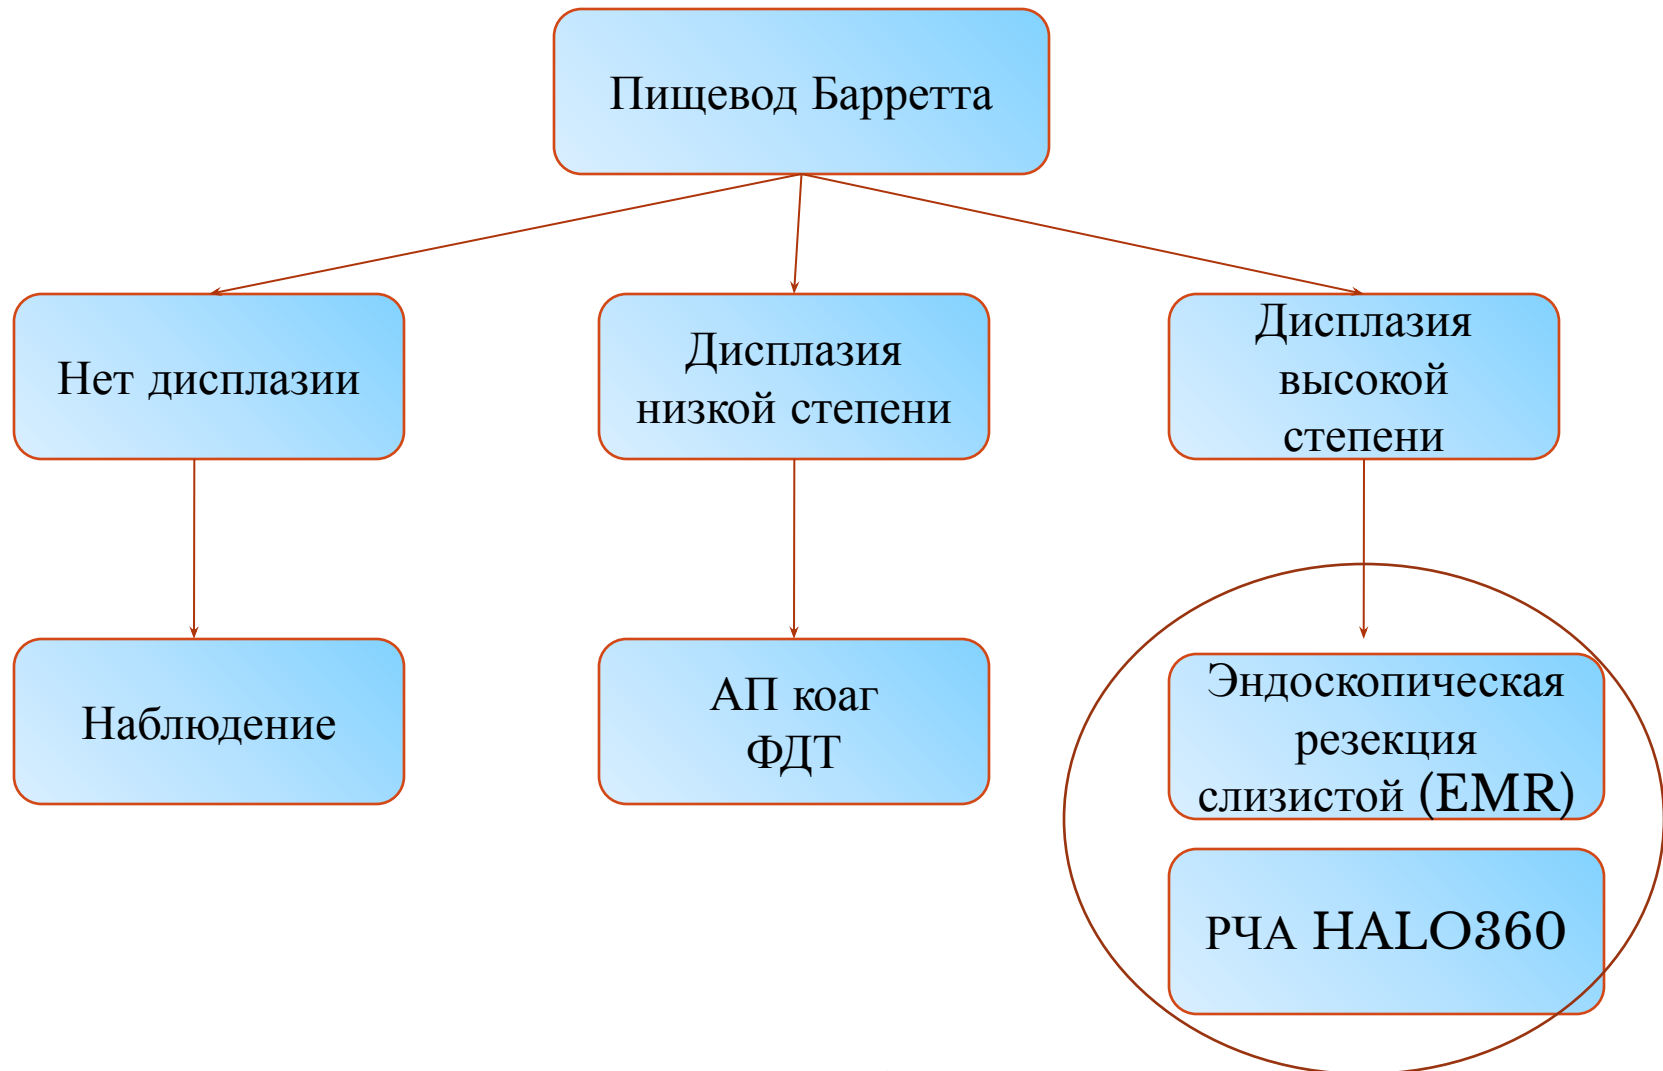 Пищевод Барретта
Нет дисплазии
Дисплазия
низкой степени
Дисплазия
высокой
степени
Наблюдение
АП коаг
ФДТ
Эндоскопическая
резекция
слизистой (EMR)
РЧА HALO360